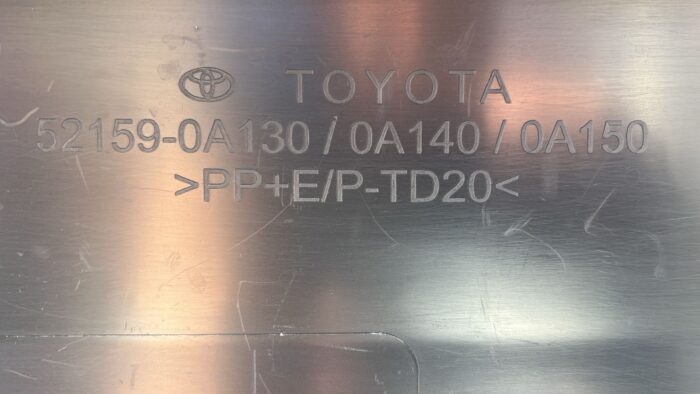 TOYOTA
52159-0A130 / 0A140 / 0A150
>PP+E/P-TD20<